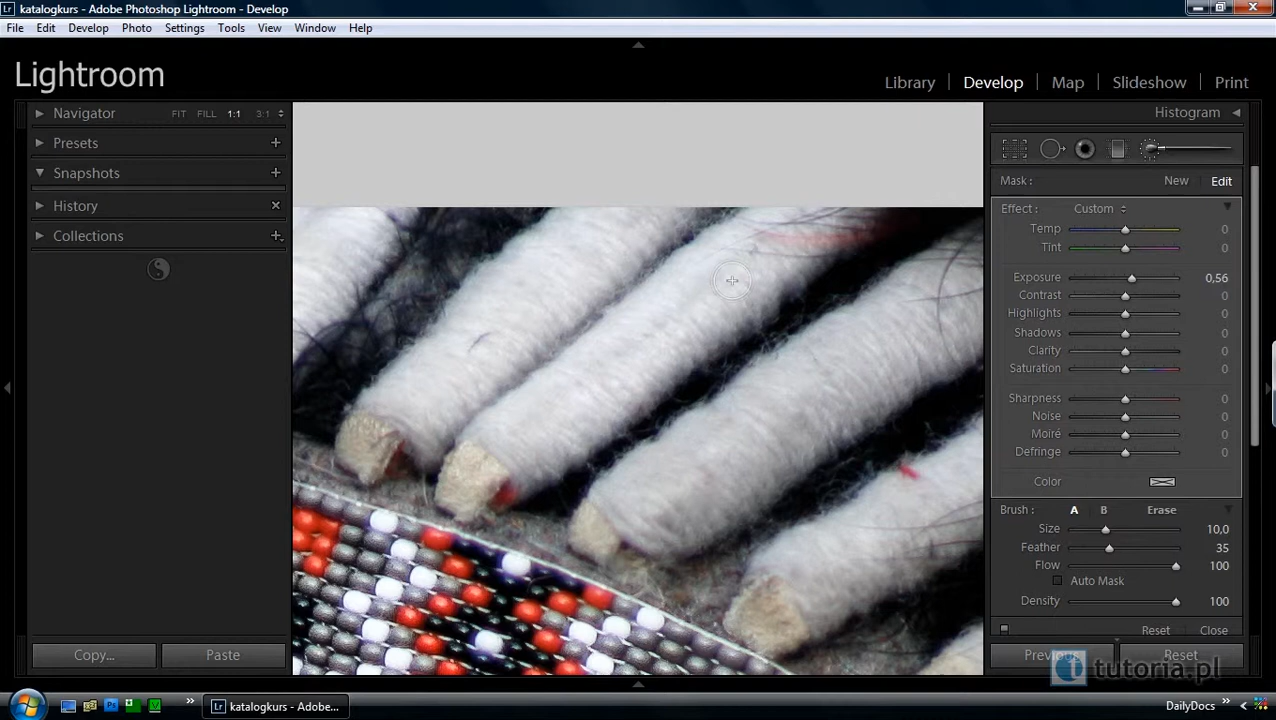 Lr katalogkurs - Adobe Photoshop Lightroom - Develop
File Edit Develop Photo Settings Tools View Window Help
Lightroom
Library | Develop | Map | Slideshow | Print
Navigator FIT FILL 1:1 3:1
Presets
Snapshots
History
Collections
Histogram
Mask : New Edit
Effect : Custom
Temp 0
Tint 0
Exposure 0,56
Contrast 0
Highlights 0
Shadows 0
Clarity 0
Saturation 0
Sharpness 0
Noise 0
Moiré 0
Defringe 0
Color
Brush : A B Erase
Size 10,0
Feather 35
Flow 100
Auto Mask
Density 100
Reset Close
Copy... Paste
Previous Reset
tutoria.pl
Lr katalogkurs - Adobe...
DailyDocs